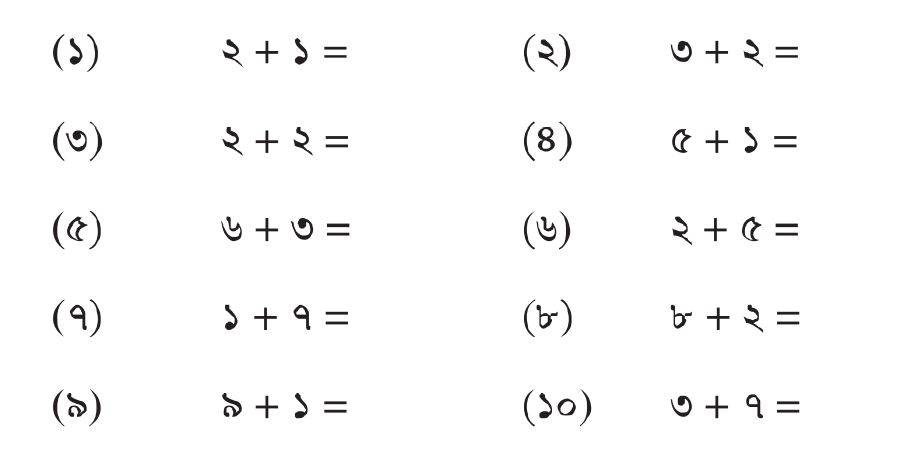 (১) ২ + ১ = (২) ৩ + ২ =
(৩) ২ + ২ = (৪) ৫ + ১ =
(৫) ৬ + ৩ = (৬) ২ + ৫ =
(৭) ১ + ৭ = (৮) ৮ + ২ =
(৯) ৯ + ১ = (১০) ৩ + ৭ =